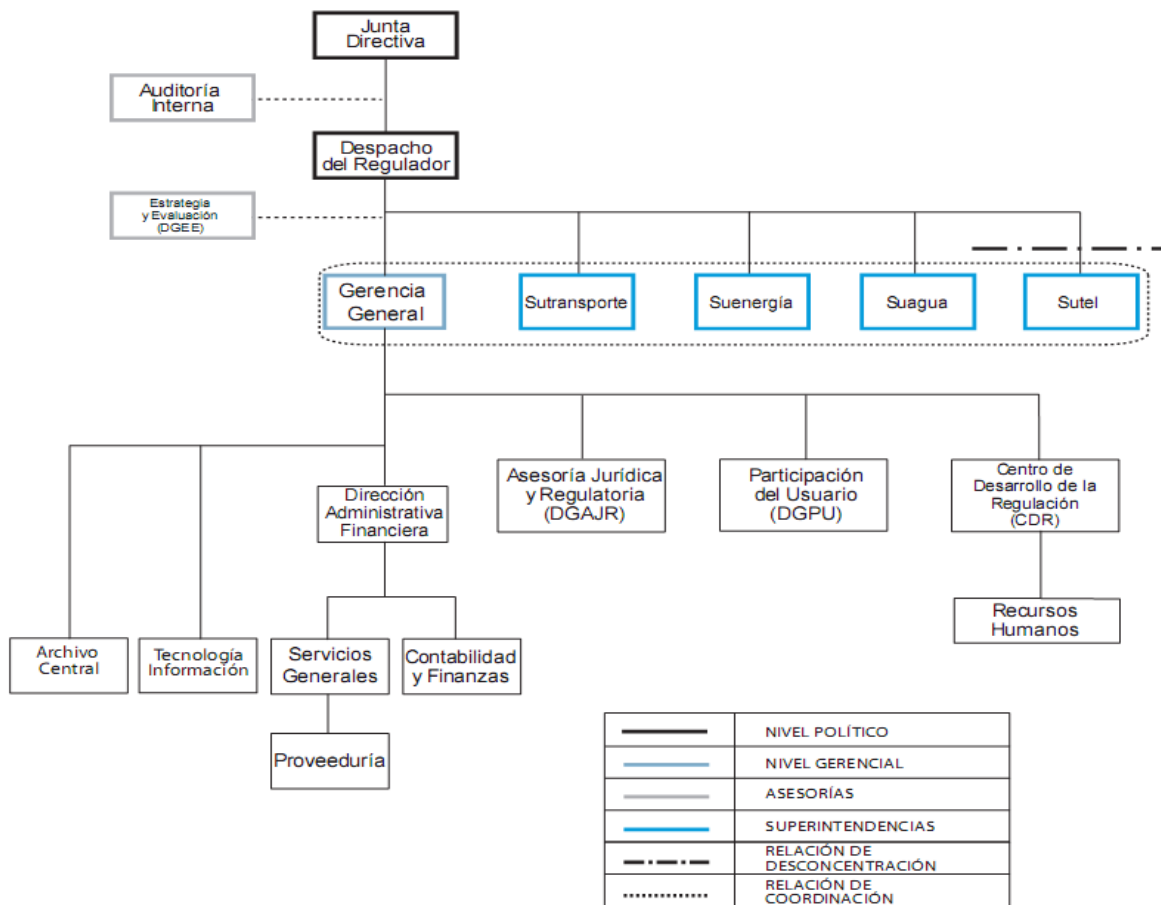 Junta
Directiva
Auditoría
Interna
Despacho
del Regulador
Estrategia
y Evaluación
(DGEE)
Gerencia
General
Sutransporte
Suenergía
Suagua
Sutel
Asesoría Jurídica
y Regulatoria
(DGAJR)
Participación
del Usuario
(DGPU)
Centro de
Desarrollo de la
Regulación
(CDR)
Dirección
Administrativa
Financiera
Recursos
Humanos
Archivo
Central
Tecnología
Información
Servicios
Generales
Contabilidad
y Finanzas
Proveeduría
NIVEL POLÍTICO
NIVEL GERENCIAL
ASESORÍAS
SUPERINTENDENCIAS
RELACIÓN DE
DESCONCENTRACIÓN
RELACIÓN DE
COORDINACIÓN